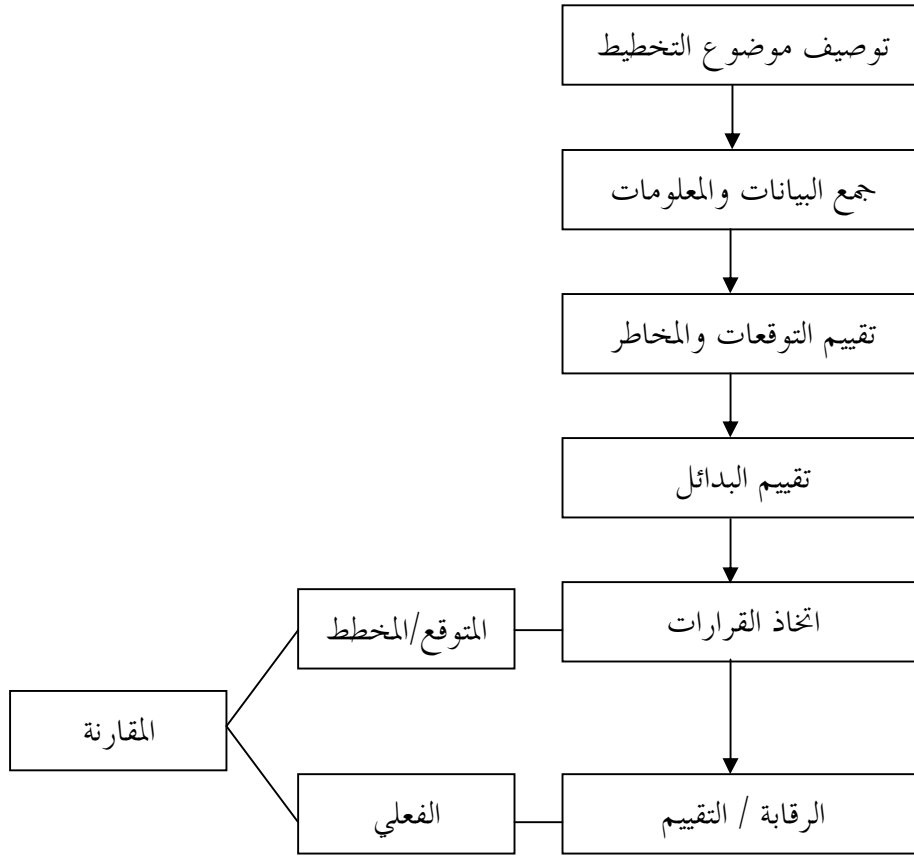 توصيف موضوع التخطيط
جمع البيانات والمعلومات
تقييم التوقعات والمخاطر
تقييم البدائل
اتخاذ القرارات
المتوقع/المخطط
المقارنة
الرقابة / التقييم
الفعلي